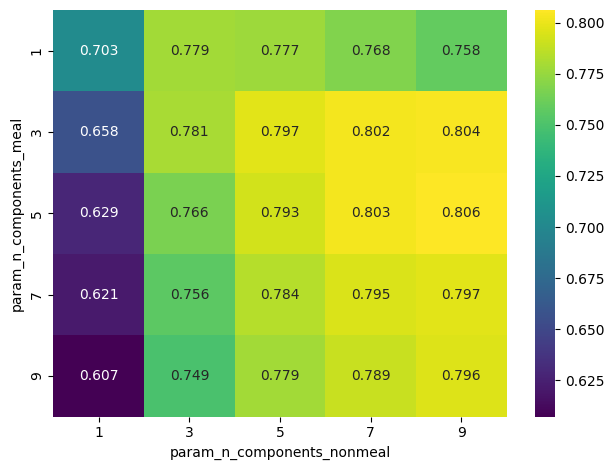 1 0.703 0.779 0.777 0.768 0.758
3 0.658 0.781 0.797 0.802 0.804
5 0.629 0.766 0.793 0.803 0.806
7 0.621 0.756 0.784 0.795 0.797
9 0.607 0.749 0.779 0.789 0.796
1 3 5 7 9
param_n_components_nonmeal
param_n_components_meal
0.800
0.775
0.750
0.725
0.700
0.675
0.650
0.625